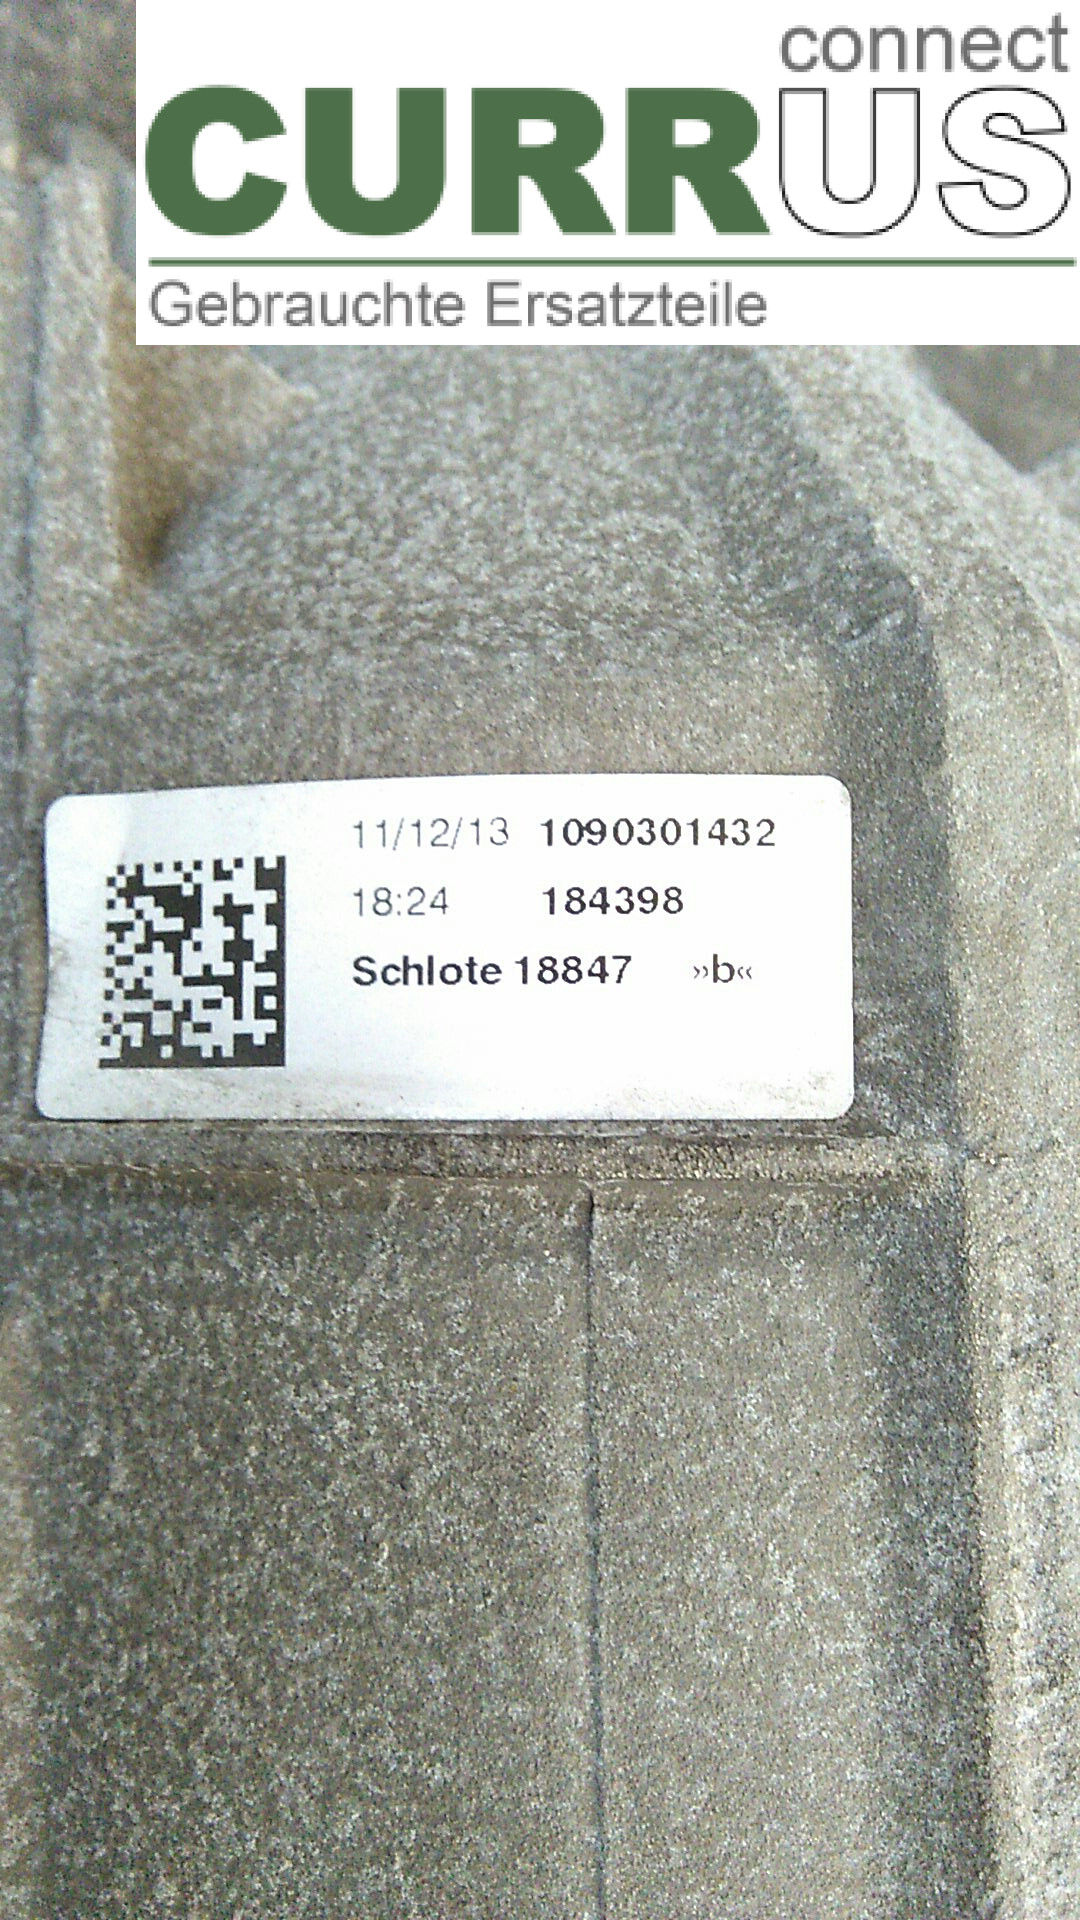 connect
CURRUS
Gebrauchte Ersatzteile
11/12/13 1090301432
18:24 184398
Schlote 18847 »b«